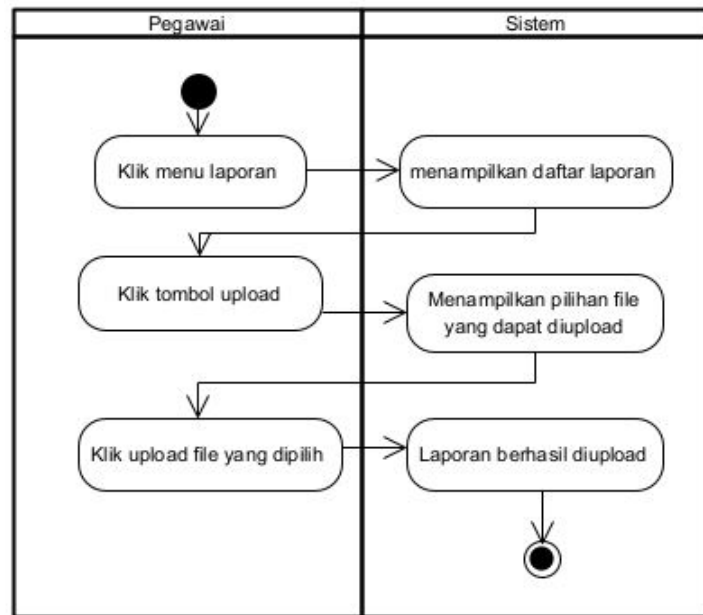 Pegawai
Sistem
Klik menu laporan
menampilkan daftar laporan
Klik tombol upload
Menampilkan pilihan file
yang dapat diupload
Klik upload file yang dipilih
Laporan berhasil diupload